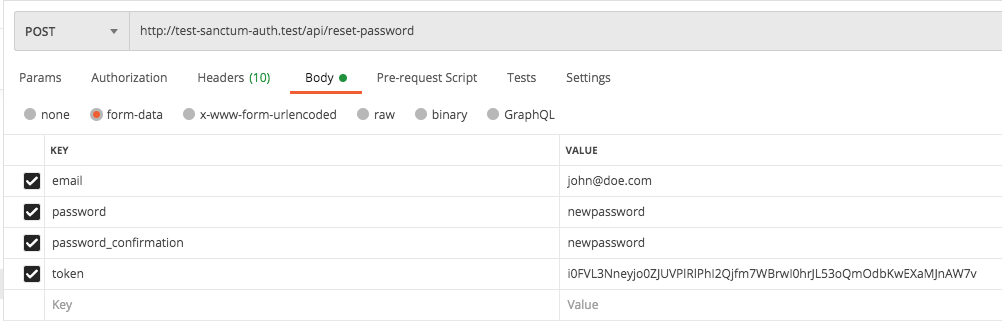 POST http://test-sanctum-auth.test/api/reset-password
Params Authorization Headers (10) Body Pre-request Script Tests Settings
none form-data x-www-form-urlencoded raw binary GraphQL
KEY VALUE
email john@doe.com
password newpassword
password_confirmation newpassword
token i0FVL3Nneyjo0ZJUVPlRlPhI2Qjfm7WBrwI0hrJL53oQmOdbKwEXaMJnAW7v
Key Value